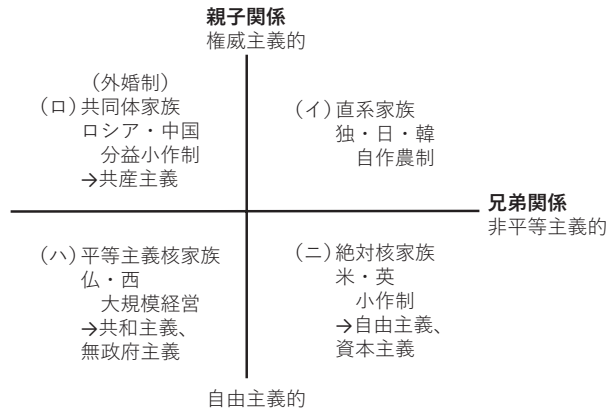 親子関係
権威主義的
（外婚制）
（ロ）共同体家族
ロシア・中国
分益小作制
→共産主義
（イ）直系家族
独・日・韓
自作農制
兄弟関係
非平等主義的
（ハ）平等主義核家族
仏・西
大規模経営
→共和主義、
無政府主義
（ニ）絶対核家族
米・英
小作制
→自由主義、
資本主義
自由主義的